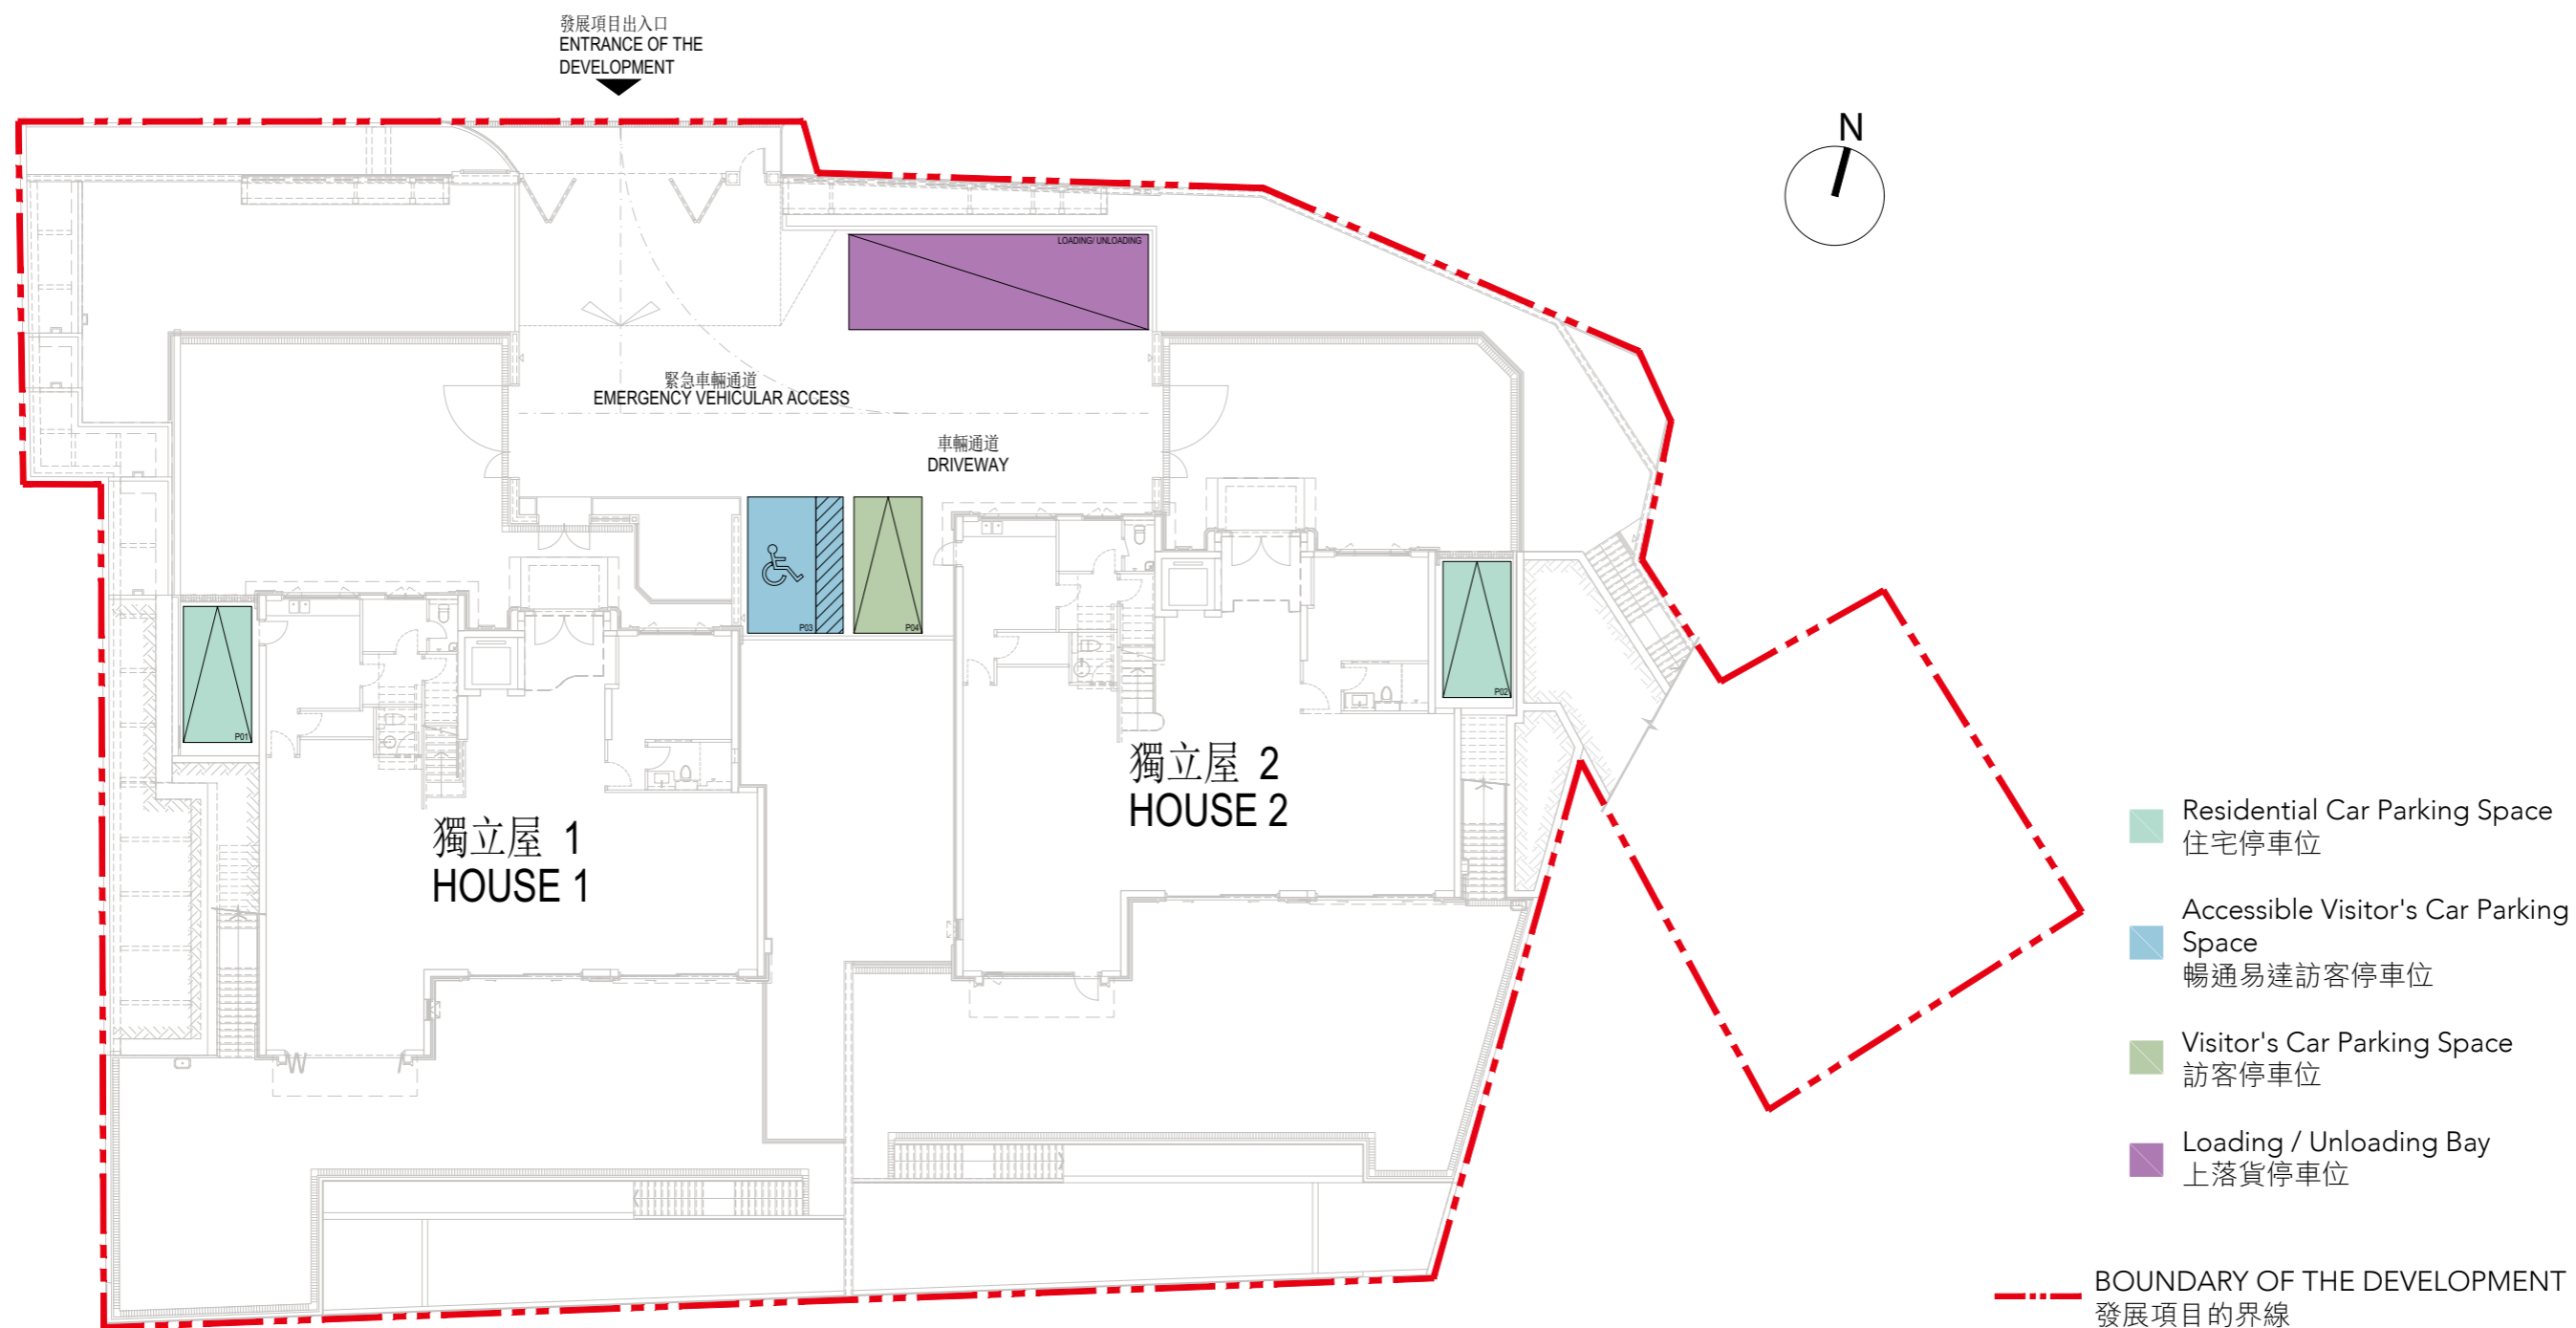 發展項目出入口
ENTRANCE OF THE
DEVELOPMENT
N
LOADING/ UNLOADING
緊急車輛通道
EMERGENCY VEHICULAR ACCESS
車輛通道
DRIVEWAY
P03
P04
P02
P01
獨立屋 2
HOUSE 2
獨立屋 1
HOUSE 1
Residential Car Parking Space
住宅停車位
Accessible Visitor's Car Parking
Space
暢通易達訪客停車位
Visitor's Car Parking Space
訪客停車位
Loading / Unloading Bay
上落貨停車位
BOUNDARY OF THE DEVELOPMENT
發展項目的界線